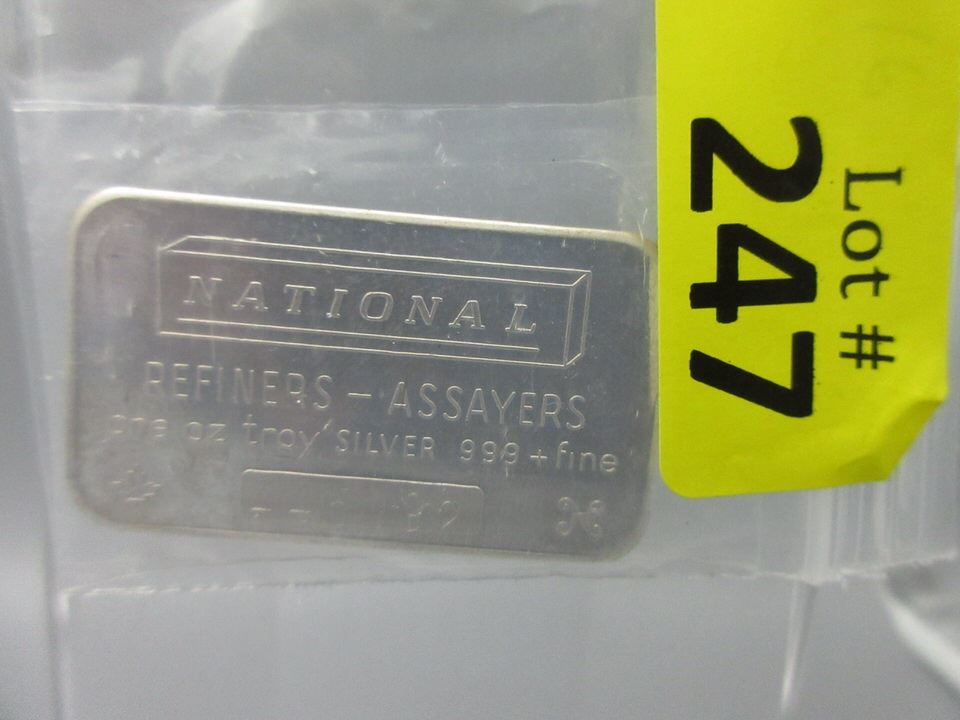 NATIONAL
REFINERS - ASSAYERS
one oz troy SILVER 999+fine
Lot #
247